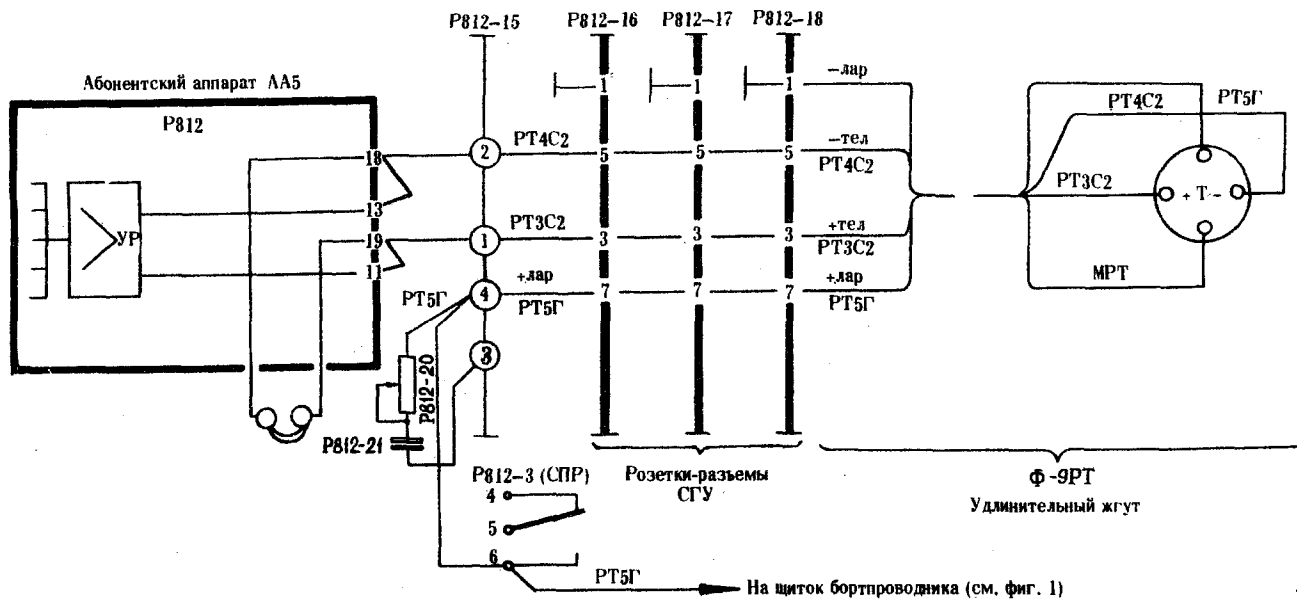 Р812-15
Р812-16
Р812-17
Р812-18
Абонентский аппарат АА5
Р812
УР
18
13
19
11
2
1
4
3
РТ4С2
РТ3С2
+лар
РТ5Г
РТ5Г
1
1
1
5
5
5
3
3
3
7
7
7
−лар
−тел
РТ4С2
+тел
РТ3С2
+лар
РТ5Г
РТ4С2
РТ5Г
РТ3С2
+ Т −
МРТ
Р812-20
Р812-21
Р812-3 (СПР)
4
5
6
РТ5Г
На щиток бортпроводника (см. фиг. 1)
Розетки-разъемы
СГУ
Ф-9РТ
Удлинительный жгут